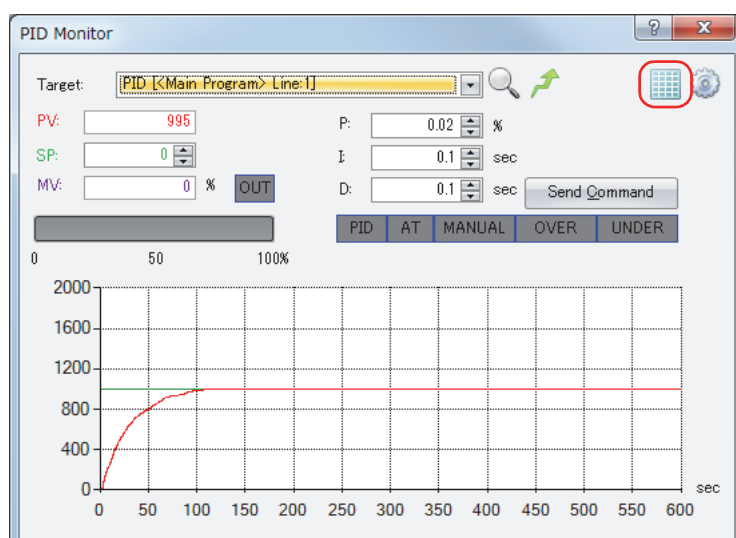 PID Monitor
Target: PID [<Main Program> Line:1]
PV: 995 P: 0.02 %
SP: 0 I: 0.1 sec
MV: 0 % OUT D: 0.1 sec Send Command
PID AT MANUAL OVER UNDER
0 50 100%
2000
1600
1200
800
400
0
sec
0 50 100 150 200 250 300 350 400 450 500 550 600